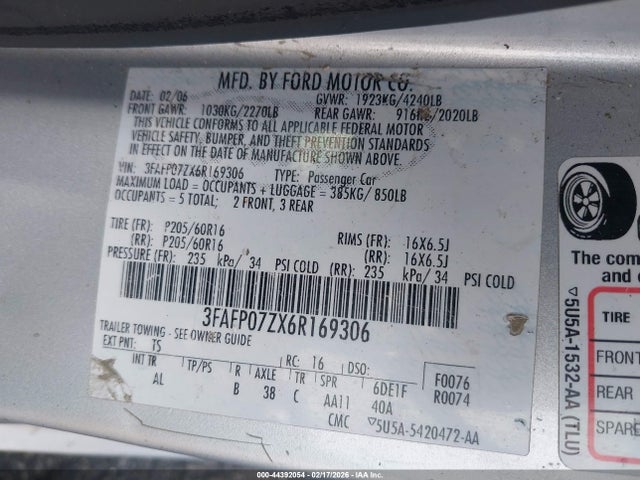 MFD. BY FORD MOTOR CO.
DATE: 02/06 GVWR: 1923KG/4240LB
FRONT GAWR: 1030KG/2270LB REAR GAWR: 916KG/2020LB
THIS VEHICLE CONFORMS TO ALL APPLICABLE FEDERAL MOTOR
VEHICLE SAFETY, BUMPER, AND THEFT PREVENTION STANDARDS
IN EFFECT ON THE DATE OF MANUFACTURE SHOWN ABOVE.
VIN: 3FAFP07ZX6R169306 TYPE: Passenger Car
MAXIMUM LOAD = OCCUPANTS + LUGGAGE = 385KG/850LB
OCCUPANTS = 5 TOTAL: 2 FRONT, 3 REAR
TIRE (FR): P205/60R16 RIMS (FR): 16X6.5J
(RR): P205/60R16 (RR): 16X6.5J
PRESSURE (FR): 235 kPa/ 34 PSI COLD (RR): 235 kPa/ 34 PSI COLD
3FAFP07ZX6R169306
TRAILER TOWING - SEE OWNER GUIDE
EXT PNT: TS RC: 16 DSO: F0076
INT TR TP/PS R AXLE TR SPR 6DE1F R0074
AL B 38 C AA11 40A
CMC ▽5U5A-5420472-AA
The com
and oc
TIRE
FRONT
REAR
SPARE
▽5U5A-1532-AA (TLU)
000-44392054 - 02/17/2026 - COPYRIGHT IAA, LLC